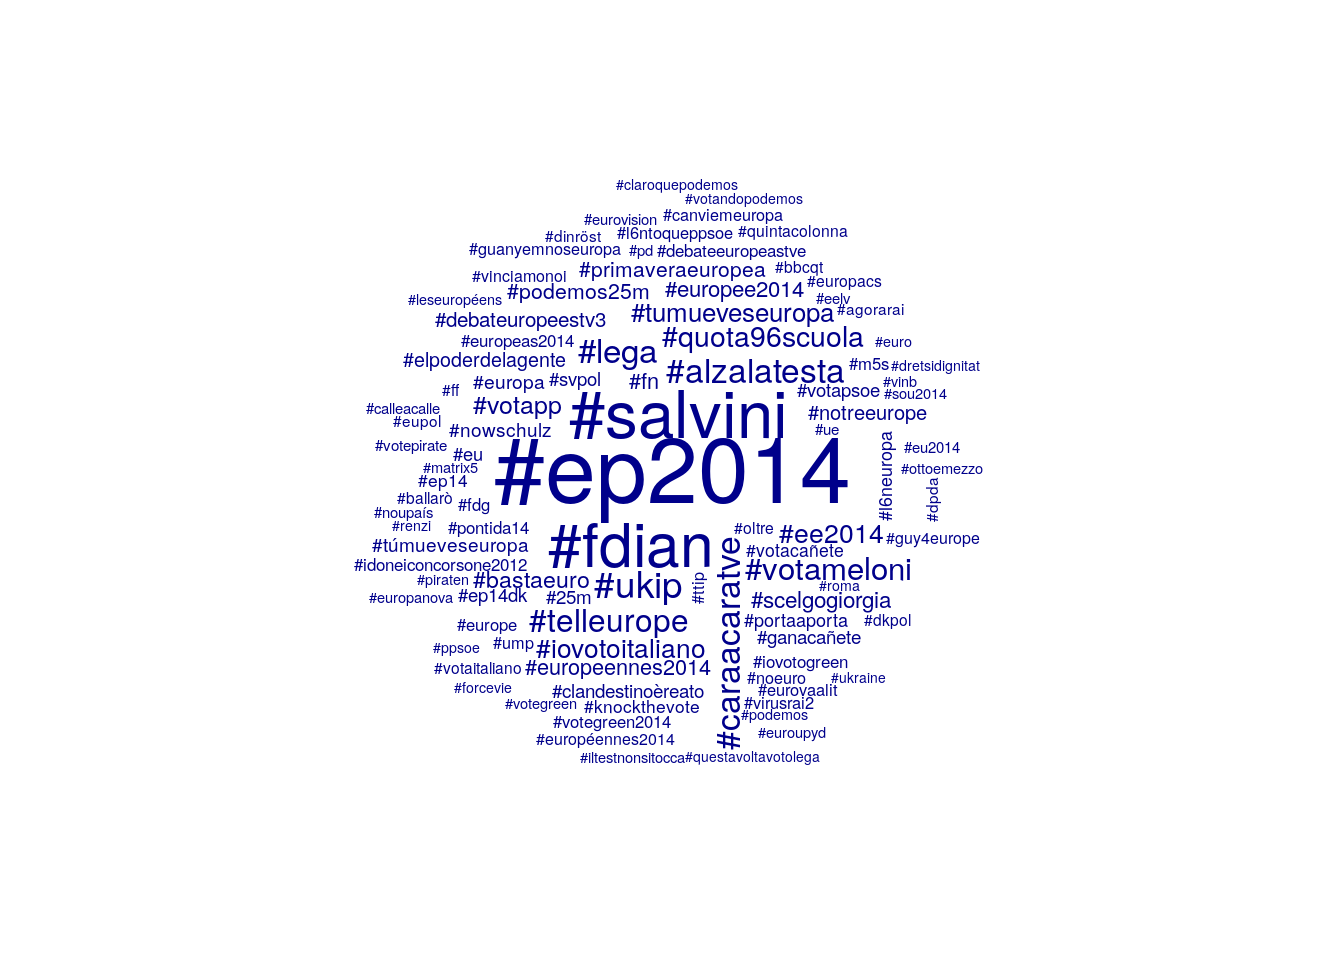 #claroquepodemos
#votandopodemos
#eurovision #canviemeuropa
#dinröst #l6ntoqueppsoe #quintacolonna
#guanyemnoseuropa #pd #debateeuropeastve
#vinciamonoi #primaveraeuropea #bbcqt
#leseuropéens #podemos25m #europee2014 #europacs
#eelv
#debateuropeestv3 #tumueveseuropa #agorarai
#europeas2014 #lega #quota96scuola #euro
#elpoderdelagente #alzalatesta #m5s #dretsidignitat
#ff #europa #svpol #fn #votapsoe #vinb
#sou2014
#calleacalle #votapp #salvini #notreeurope
#eupol #nowschulz #ue
#votepirate #eu #l6neuropa #eu2014
#matrix5 #ep2014 #ottoemezzo
#ep14
#ballarò #fdg #dpda
#noupaís
#renzi #pontida14 #oltre #ee2014 #guy4europe
#túmueveseuropa #fdian #votacañete
#idoneiconcorsone2012 #votameloni
#piraten #bastaeuro #ukip #ttip #caraacaratve #roma
#europanova #ep14dk #25m #scelgogiorgia
#europe #telleurope #portaaporta #dkpol
#ppsoe #ump #iovotoitaliano #ganacañete
#votaitaliano #europeennes2014 #iovotogreen
#noeuro #ukraine
#forcevie #clandestinoèreato #eurovaalit
#votegreen #knockthevote #virusrai2
#votegreen2014 #podemos
#européennes2014 #euroupyd
#iltestnonsitocca #questavoltavotolega